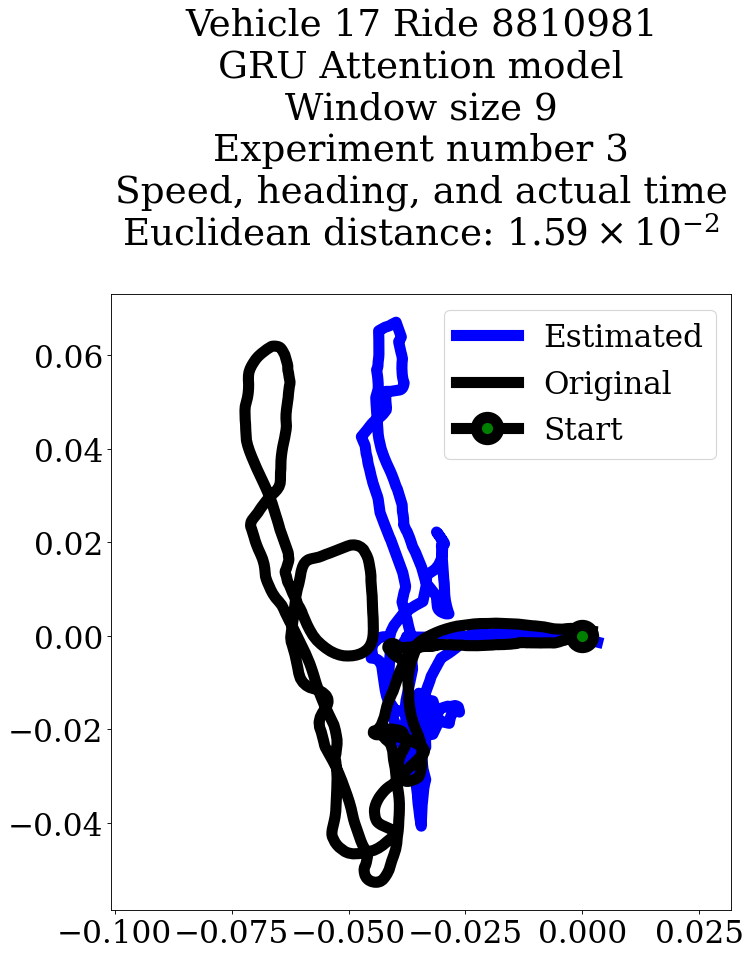 Vehicle 17 Ride 8810981
GRU Attention model
Window size 9
Experiment number 3
Speed, heading, and actual time
Euclidean distance: 1.59 × 10⁻²
Estimated
Original
Start
0.06
0.04
0.02
0.00
−0.02
−0.04
−0.100 −0.075 −0.050 −0.025 0.000 0.025